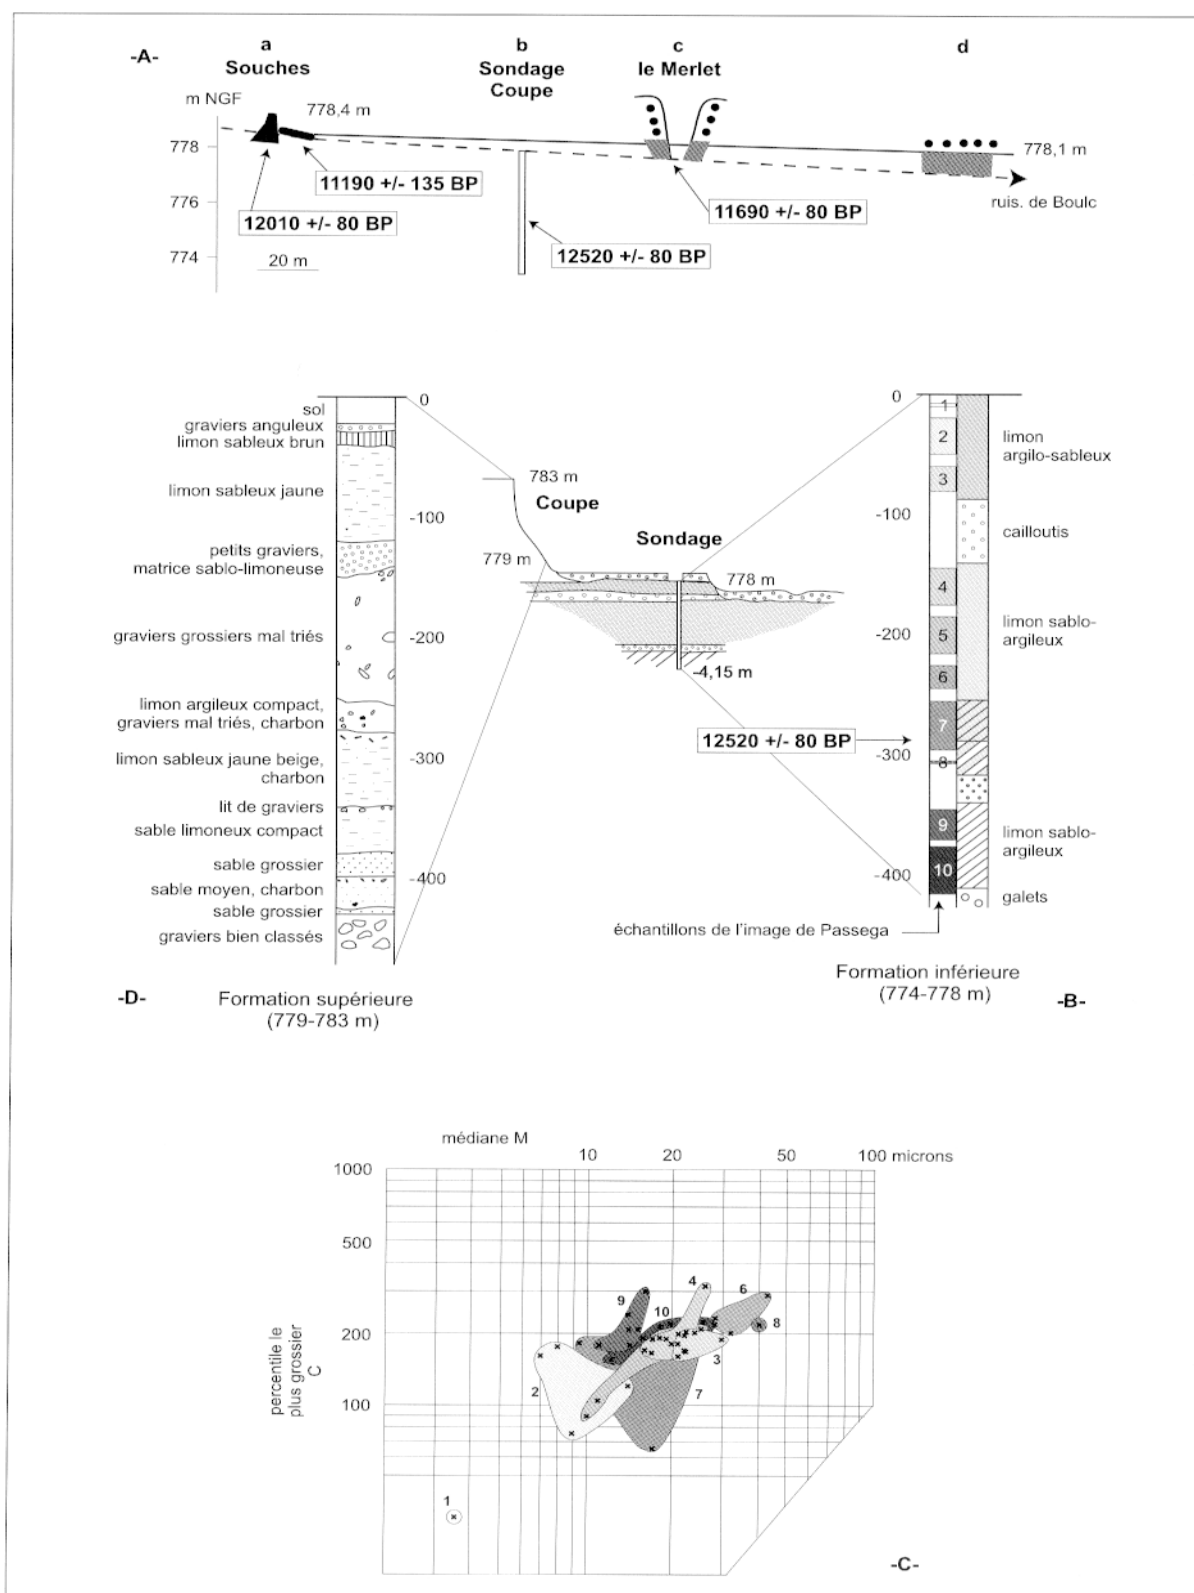 -A-
a
Souches
b
Sondage
Coupe
c
le Merlet
d
m NGF
778,4 m
778
776
774
20 m
11190 +/- 135 BP
12010 +/- 80 BP
12520 +/- 80 BP
11690 +/- 80 BP
778,1 m
ruis. de Boulc
0
sol
graviers anguleux
limon sableux brun
limon sableux jaune
-100
petits graviers,
matrice sablo-limoneuse
graviers grossiers mal triés
-200
limon argileux compact,
graviers mal triés, charbon
limon sableux jaune beige,
charbon
-300
lit de graviers
sable limoneux compact
sable grossier
-400
sable moyen, charbon
sable grossier
graviers bien classés
-D-
Formation supérieure
(779-783 m)
783 m
Coupe
779 m
Sondage
778 m
-4,15 m
12520 +/- 80 BP
0
-100
-200
-300
-400
1
2
3
4
5
6
7
8
9
10
limon
argilo-sableux
cailloutis
limon sablo-
argileux
limon sablo-
argileux
galets
échantillons de l'image de Passega
Formation inférieure
(774-778 m)
-B-
médiane M
10
20
50
100 microns
1000
500
200
100
percentile le
plus grossier
C
9
10
4
6
8
3
7
2
1
-C-